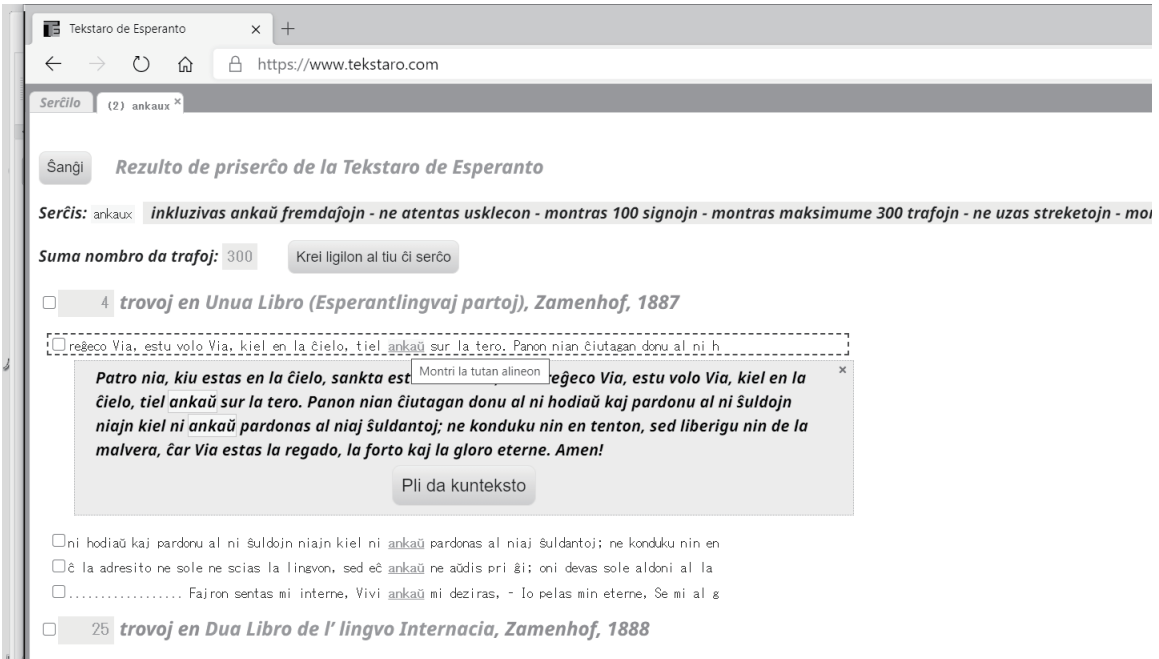 Tekstaro de Esperanto
https://www.tekstaro.com
Serĉilo
(2) ankaux
Ŝanĝi
Rezulto de priserĉo de la Tekstaro de Esperanto
Serĉis: ankaux inkluzivas ankaŭ fremdaĵojn - ne atentas usklecon - montras 100 signojn - montras maksimume 300 trafojn - ne uzas streketojn -
Suma nombro da trafoj: 300 Krei ligilon al tiu ĉi serĉo
4 trovoj en Unua Libro (Esperantlingvaj partoj), Zamenhof, 1887
reĝeco Via, estu volo Via, kiel en la ĉielo, tiel ankaŭ sur la tero. Panon nian ĉiutagan donu al ni h
Montri la tutan alineon
Patro nia, kiu estas en la ĉielo, sankta reĝeco Via, estu volo Via, kiel en la
ĉielo, tiel ankaŭ sur la tero. Panon nian ĉiutagan donu al ni hodiaŭ kaj pardonu al ni ŝuldojn
niajn kiel ni ankaŭ pardonas al niaj ŝuldantoj; ne konduku nin en tenton, sed liberigu nin de la
malvera, ĉar Via estas la regado, la forto kaj la gloro eterne. Amen!
Pli da kunteksto
ni hodiaŭ kaj pardonu al ni ŝuldojn niajn kiel ni ankaŭ pardonas al niaj ŝuldantoj; ne konduku nin en
ĉ la adresito ne sole ne scias la lingvon, sed eĉ ankaŭ ne aŭdis pri ĝi; oni devas sole aldoni al la
.................. Fajron sentas mi interne, Vivi ankaŭ mi deziras, - Io pelas min eterne, Se mi al g
25 trovoj en Dua Libro de l' lingvo Internacia, Zamenhof, 1888